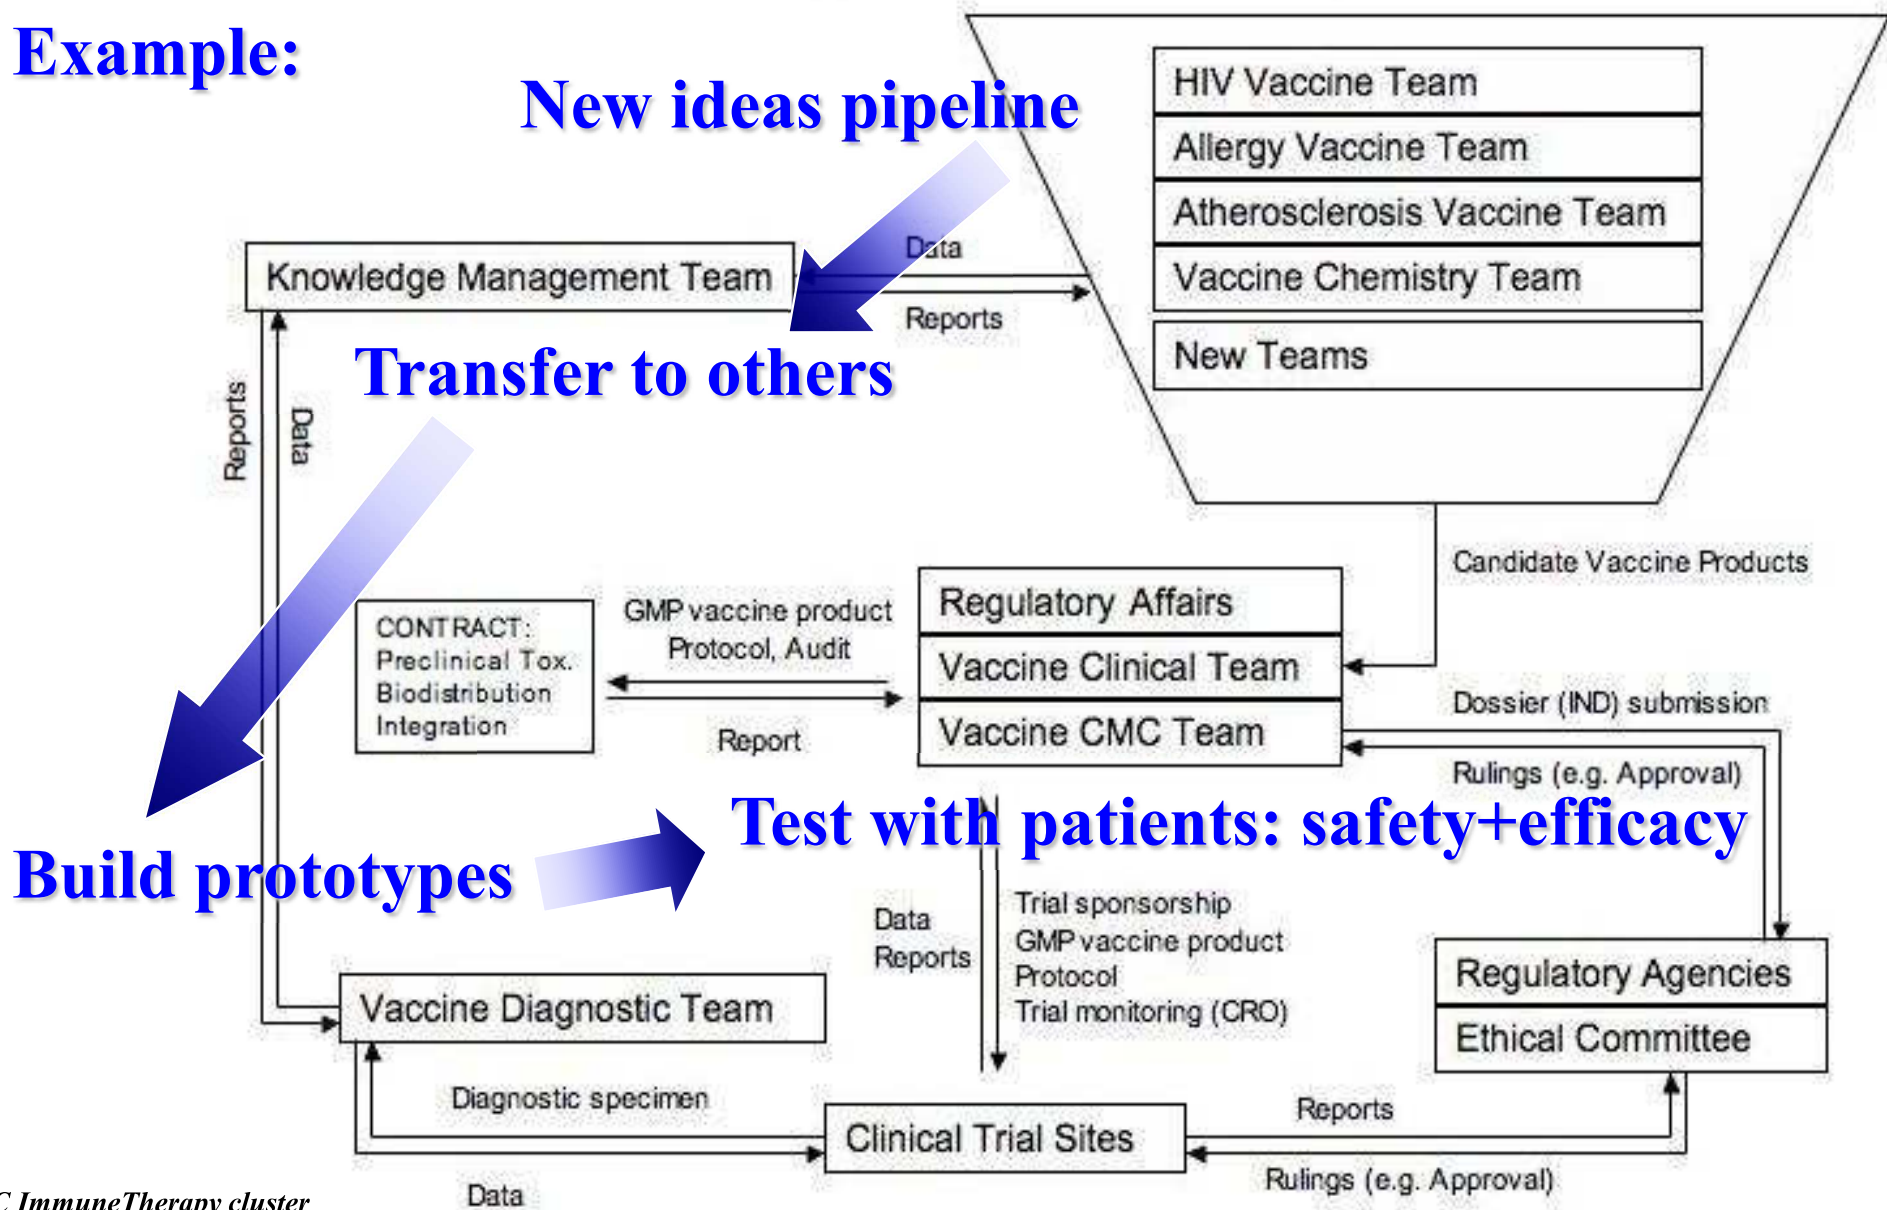 Example:
New ideas pipeline
HIV Vaccine Team
Allergy Vaccine Team
Atherosclerosis Vaccine Team
Vaccine Chemistry Team
New Teams
Knowledge Management Team
Data
Reports
Transfer to others
Reports
Data
Candidate Vaccine Products
CONTRACT:
Preclinical Tox.
Biodistribution
Integration
GMP vaccine product
Protocol, Audit
Report
Regulatory Affairs
Vaccine Clinical Team
Vaccine CMC Team
Dossier (IND) submission
Rulings (e.g. Approval)
Test with patients: safety+efficacy
Build prototypes
Data
Reports
Trial sponsorship
GMP vaccine product
Protocol
Trial monitoring (CRO)
Regulatory Agencies
Ethical Committee
Vaccine Diagnostic Team
Diagnostic specimen
Clinical Trial Sites
Reports
Rulings (e.g. Approval)
Data
C ImmuneTherapy cluster